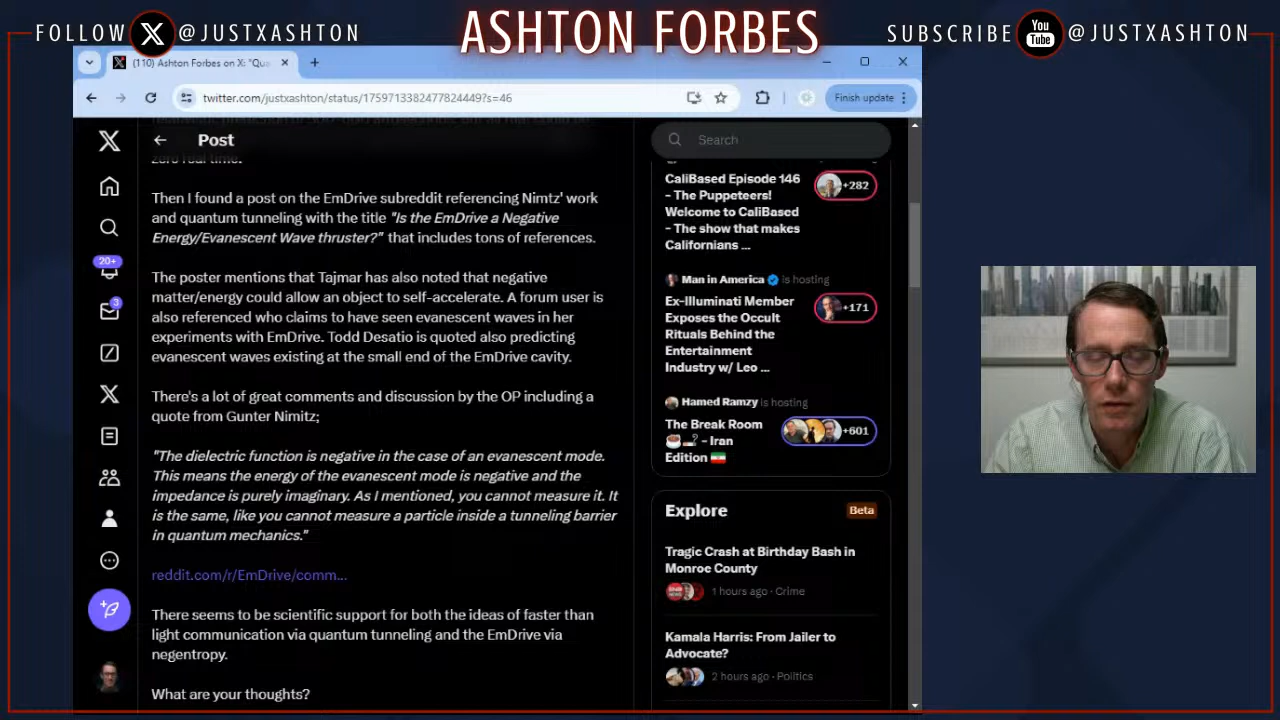 FOLLOW X @JUSTXASHTON
ASHTON FORBES
SUBSCRIBE You Tube @JUSTXASHTON
(110) Ashton Forbes on X: "Qua
twitter.com/justxashton/status/1759713382477824449?s=46
Finish update
Post
Search
zero real time.
Then I found a post on the EmDrive subreddit referencing Nimtz' work
and quantum tunneling with the title "Is the EmDrive a Negative
Energy/Evanescent Wave thruster?" that includes tons of references.
The poster mentions that Tajmar has also noted that negative
matter/energy could allow an object to self-accelerate. A forum user is
also referenced who claims to have seen evanescent waves in her
experiments with EmDrive. Todd Desatio is quoted also predicting
evanescent waves existing at the small end of the EmDrive cavity.
There's a lot of great comments and discussion by the OP including a
quote from Gunter Nimitz;
"The dielectric function is negative in the case of an evanescent mode.
This means the energy of the evanescent mode is negative and the
impedance is purely imaginary. As I mentioned, you cannot measure it. It
is the same, like you cannot measure a particle inside a tunneling barrier
in quantum mechanics."
reddit.com/r/EmDrive/comm...
There seems to be scientific support for both the ideas of faster than
light communication via quantum tunneling and the EmDrive via
negentropy.
What are your thoughts?
20+
3
CaliBased Episode 146
- The Puppeteers!
Welcome to CaliBased
- The show that makes
Californians ...
+282
Man in America is hosting
Ex-Illuminati Member
Exposes the Occult
Rituals Behind the
Entertainment
Industry w/ Leo ...
+171
Hamed Ramzy is hosting
The Break Room
- Iran
Edition
+601
Explore
Beta
Tragic Crash at Birthday Bash in
Monroe County
1 hours ago · Crime
Kamala Harris: From Jailer to
Advocate?
2 hours ago · Politics